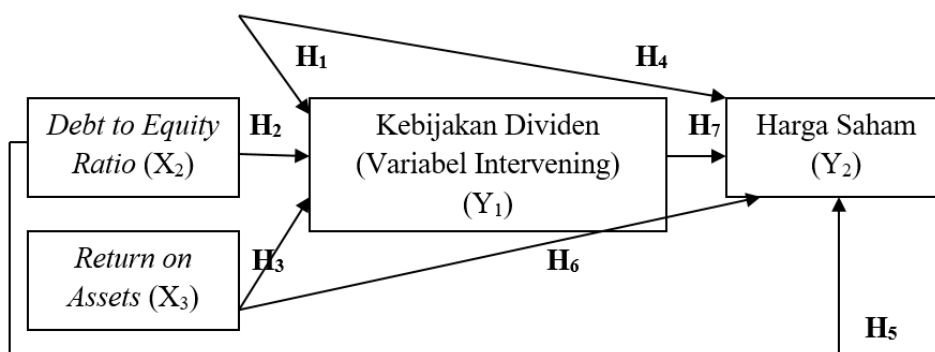 H₁
H₄
Debt to Equity
Ratio (X₂)
H₂
Kebijakan Dividen
(Variabel Intervening)
(Y₁)
H₇
Harga Saham
(Y₂)
Return on
Assets (X₃)
H₃
H₆
H₅